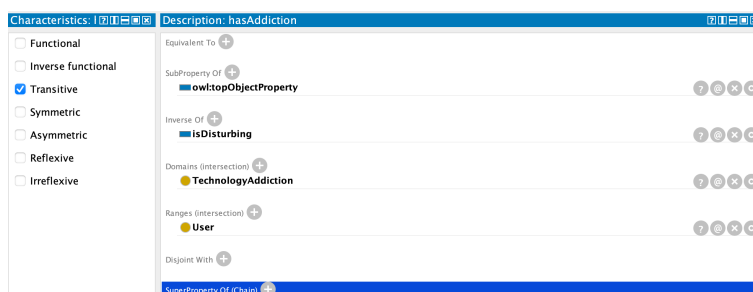 Characteristics: Description: hasAddiction
Functional
Inverse functional
Transitive
Symmetric
Asymmetric
Reflexive
Irreflexive
Equivalent To
SubProperty Of
owl:topObjectProperty
Inverse Of
isDisturbing
Domains (intersection)
TechnologyAddiction
Ranges (intersection)
User
Disjoint With
SuperProperty Of (Chain)